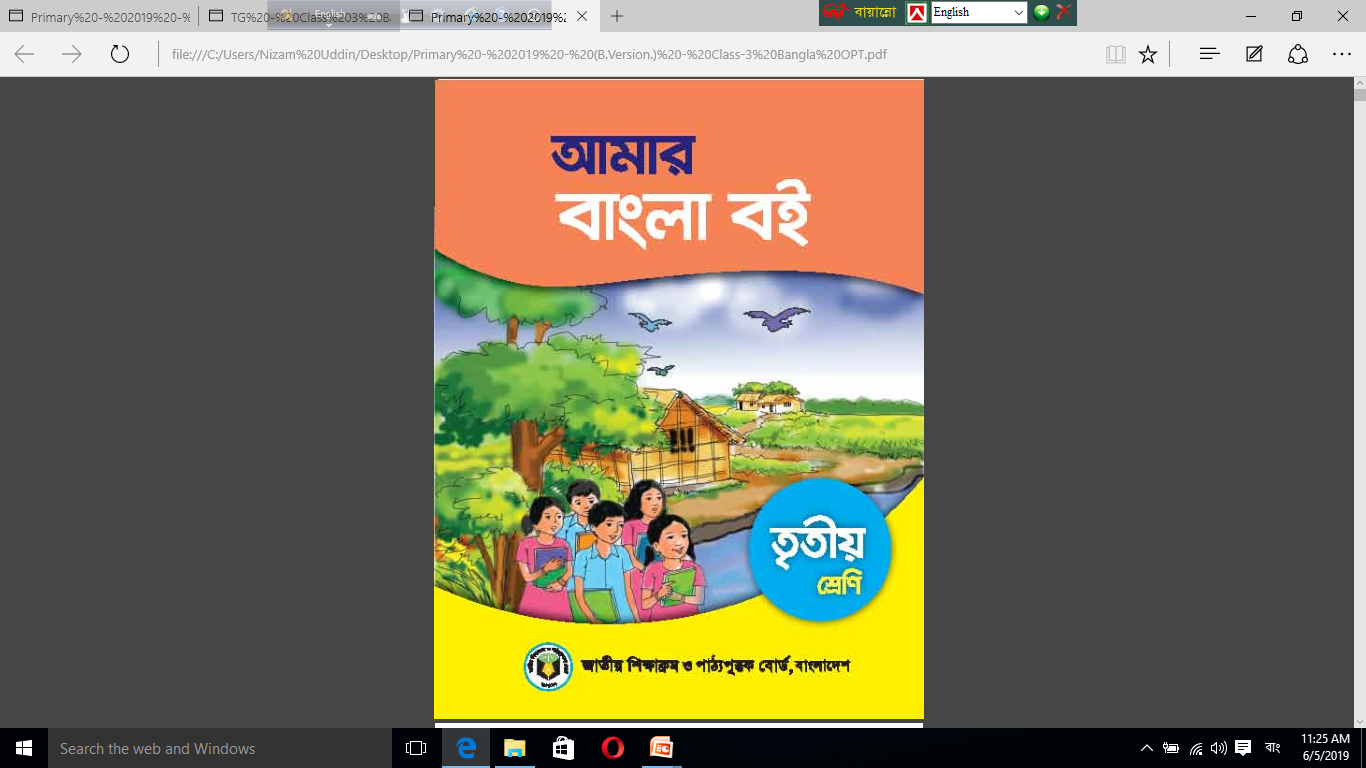 Primary%20-%202019%20-%
TG%20-%20Class%203%20-%20B
Primary%20-%202019%
বায়ান্নো
English
file:///C:/Users/Nizam%20Uddin/Desktop/Primary%20-%202019%20-%20(B.Version.)%20-%20Class-3%20Bangla%20OPT.pdf
আমার
বাংলা বই
তৃতীয়
শ্রেণি
জাতীয় শিক্ষাক্রম ও পাঠ্যপুস্তক বোর্ড, বাংলাদেশ
Search the web and Windows
বাং
11:25 AM
6/5/2019